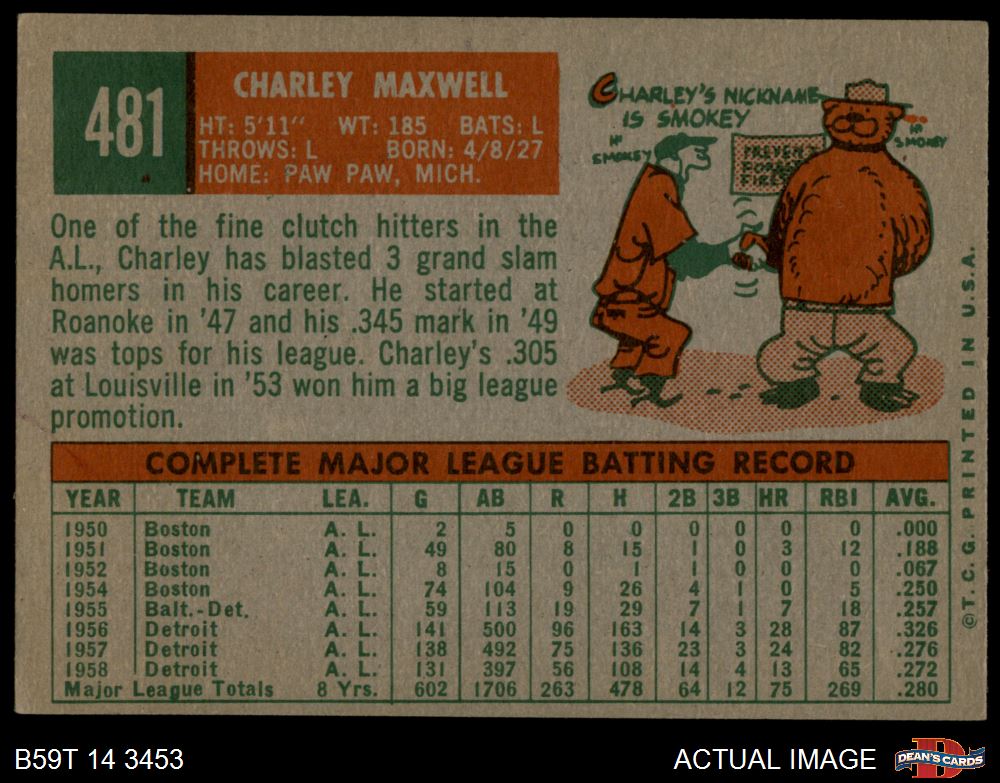 481
CHARLEY MAXWELL
HT: 5'11" WT: 185 BATS: L
THROWS: L BORN: 4/8/27
HOME: PAW PAW, MICH.
One of the fine clutch hitters in the
A.L., Charley has blasted 3 grand slam
homers in his career. He started at
Roanoke in '47 and his .345 mark in '49
was tops for his league. Charley's .305
at Louisville in '53 won him a big league
promotion.
CHARLEY'S NICKNAME
IS SMOKEY
HI
SMOKEY
HI
SMOKEY
PREVENT
FIRES
COMPLETE MAJOR LEAGUE BATTING RECORD
YEAR TEAM LEA. G AB R H 2B 3B HR RBI AVG.
1950 Boston A. L. 2 5 0 0 0 0 0 0 .000
1951 Boston A. L. 49 80 8 15 1 0 3 12 .188
1952 Boston A. L. 8 15 0 1 1 0 0 0 .067
1954 Boston A. L. 74 104 9 26 4 1 0 5 .250
1955 Balt.-Det. A. L. 59 113 19 29 7 1 7 18 .257
1956 Detroit A. L. 141 500 96 163 14 3 28 87 .326
1957 Detroit A. L. 138 492 75 136 23 3 24 82 .276
1958 Detroit A. L. 131 397 56 108 14 4 13 65 .272
Major League Totals 8 Yrs. 602 1706 263 478 64 12 75 269 .280
©T. C. G. PRINTED IN U.S.A.
B59T 14 3453
ACTUAL IMAGE
DEAN'S CARDS